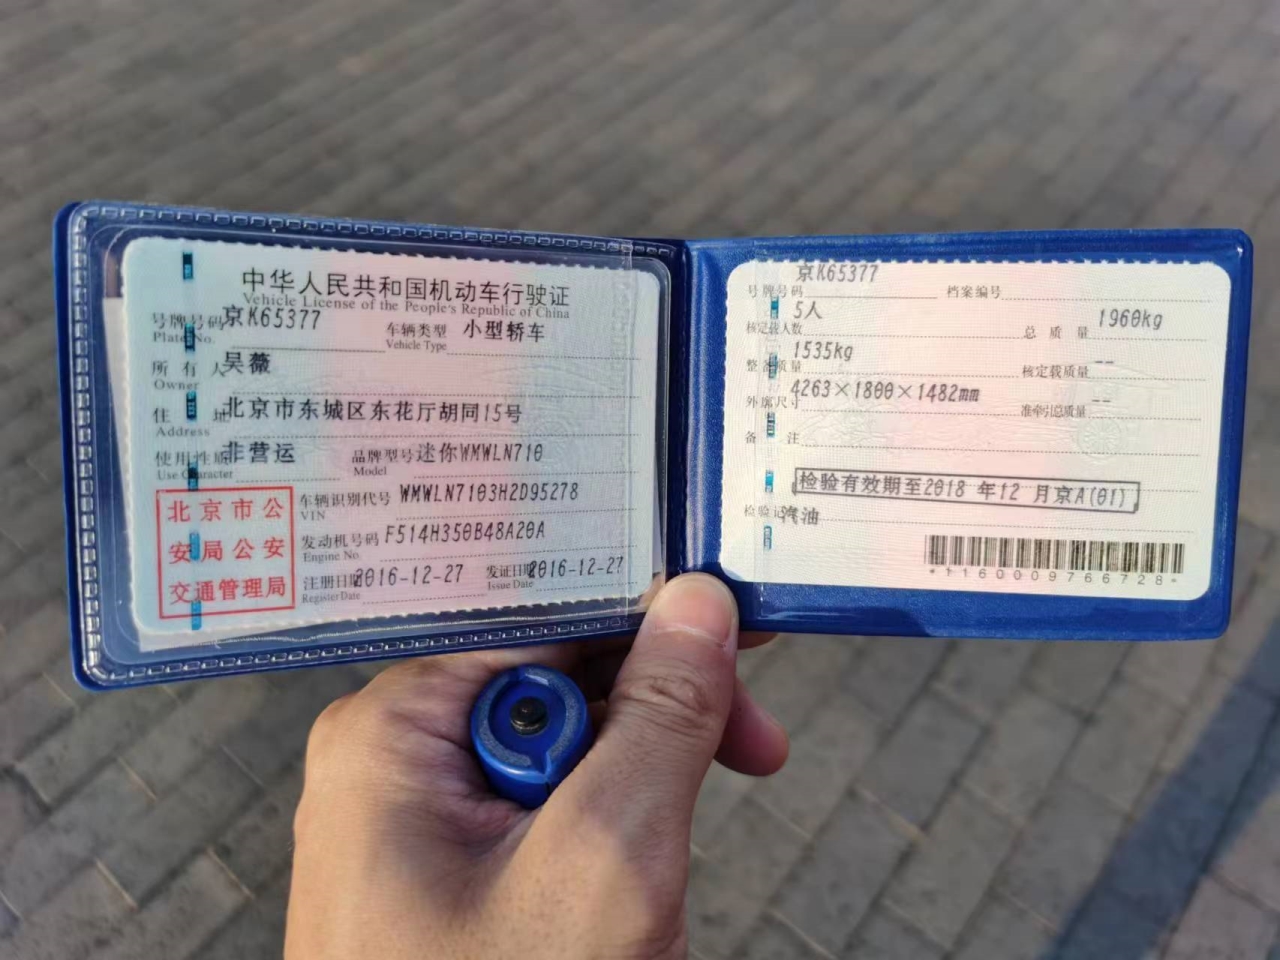 中华人民共和国机动车行驶证
Vehicle License of the People's Republic of China
号牌号码 京K65377 车辆类型 小型轿车
Plate No. Vehicle Type
所有人 吴薇
Owner
住址 北京市东城区东花厅胡同15号
Address
使用性质 非营运 品牌型号 迷你WMWLN710
Use Character Model
北京市公
安局公安
交通管理局
车辆识别代号 WMWLN7103H2D95278
VIN
发动机号码 F514H350B48A20A
Engine No.
注册日期 2016-12-27 发证日期 2016-12-27
Register Date Issue Date
号牌号码 京K65377 档案编号
核定载人数 5人 总质量 1960kg
整备质量 1535kg 核定载质量 --
外廓尺寸 4263×1800×1482mm 准牵引总质量 --
备注
检验有效期至2018 年12 月京A(01)
检验记录 汽油
*1160009766728*